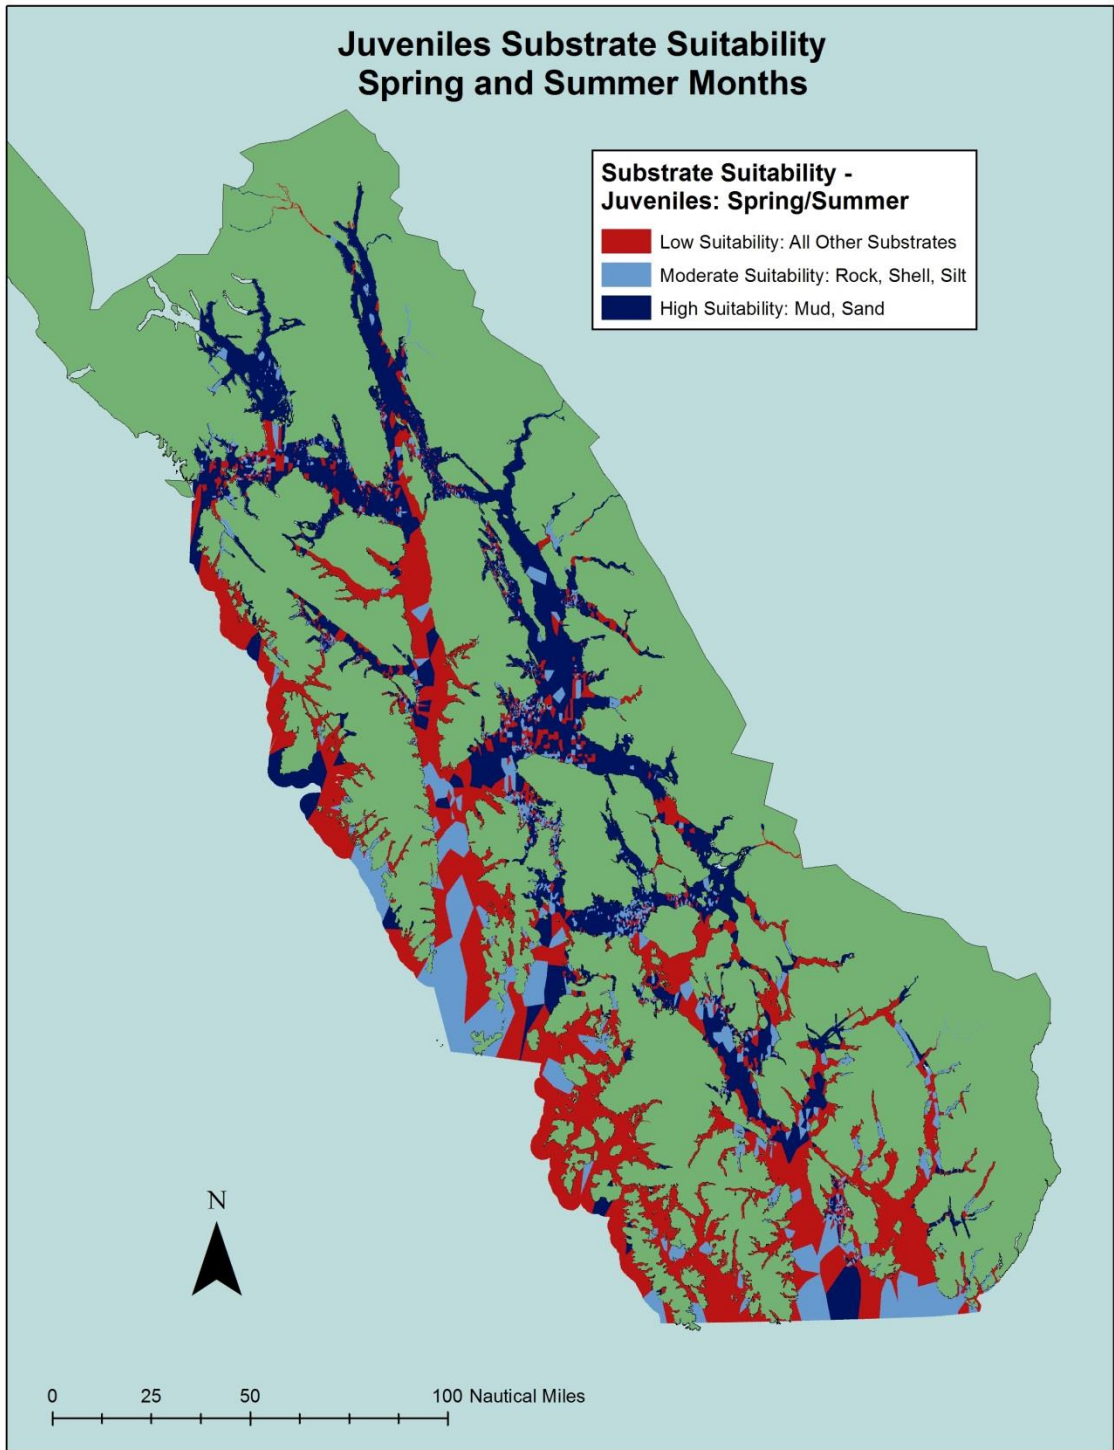 Juveniles Substrate Suitability
Spring and Summer Months
Substrate Suitability -
Juveniles: Spring/Summer
Low Suitability: All Other Substrates
Moderate Suitability: Rock, Shell, Silt
High Suitability: Mud, Sand
N
0 25 50 100 Nautical Miles